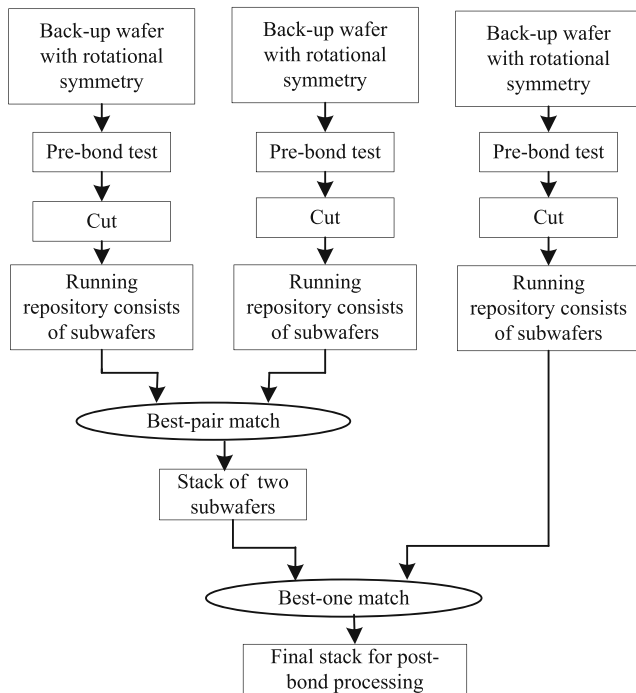 Back-up wafer
with rotational
symmetry
Back-up wafer
with rotational
symmetry
Back-up wafer
with rotational
symmetry
Pre-bond test
Pre-bond test
Pre-bond test
Cut
Cut
Cut
Running
repository consists
of subwafers
Running
repository consists
of subwafers
Running
repository consists
of subwafers
Best-pair match
Stack of two
subwafers
Best-one match
Final stack for post-
bond processing